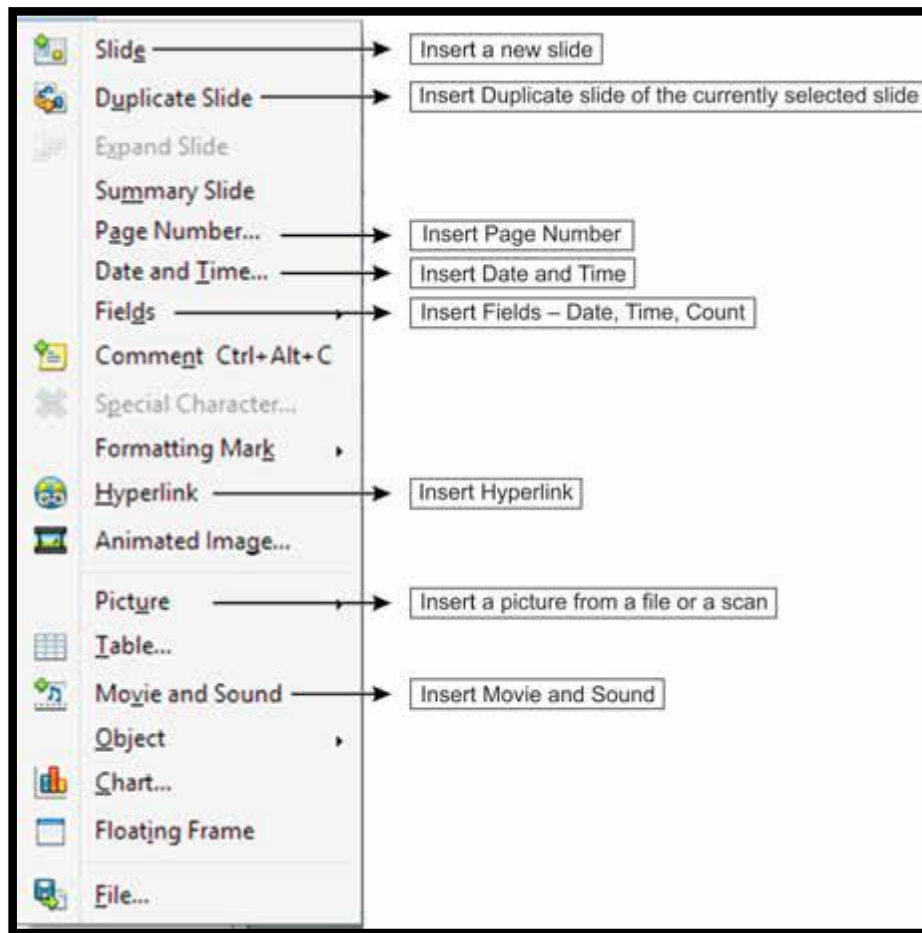 Slide Insert a new slide
Duplicate Slide Insert Duplicate slide of the currently selected slide
Expand Slide
Summary Slide
Page Number... Insert Page Number
Date and Time... Insert Date and Time
Fields Insert Fields – Date, Time, Count
Comment Ctrl+Alt+C
Special Character...
Formatting Mark
Hyperlink Insert Hyperlink
Animated Image...
Picture Insert a picture from a file or a scan
Table...
Movie and Sound Insert Movie and Sound
Object
Chart...
Floating Frame
File...